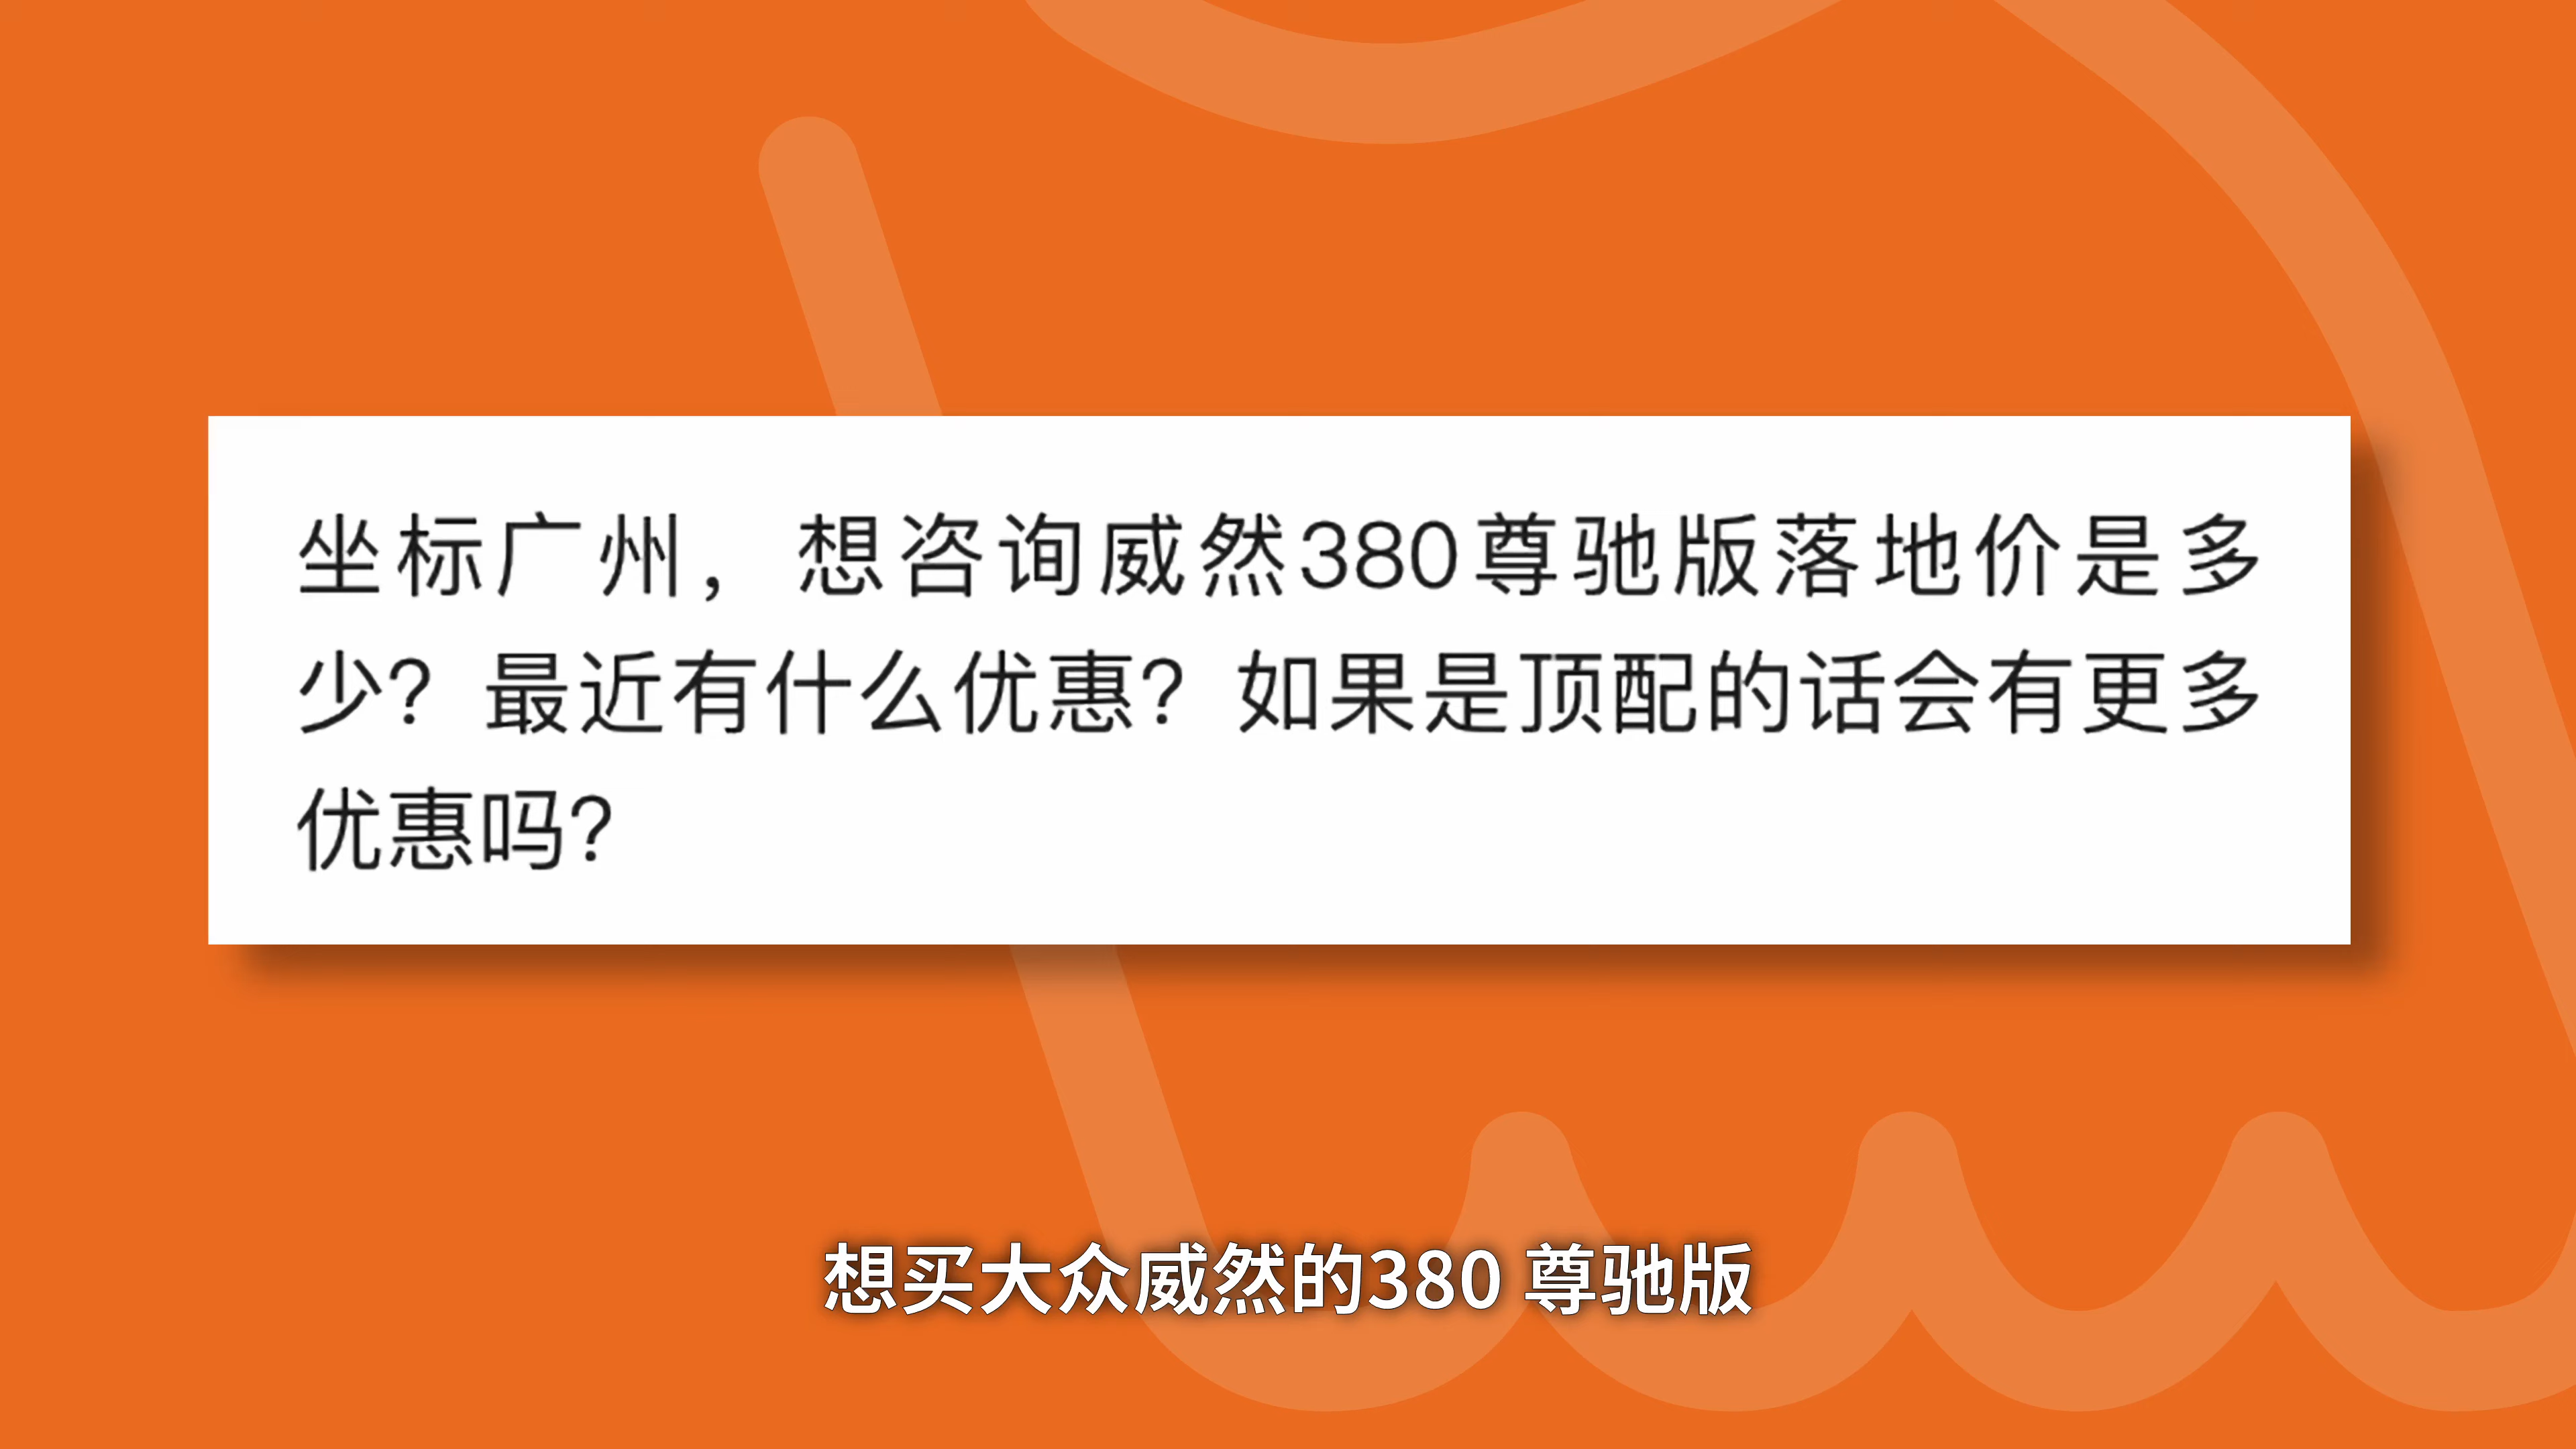 坐标广州，想咨询威然380尊驰版落地价是多
少？最近有什么优惠？如果是顶配的话会有更多
优惠吗？
想买大众威然的380 尊驰版